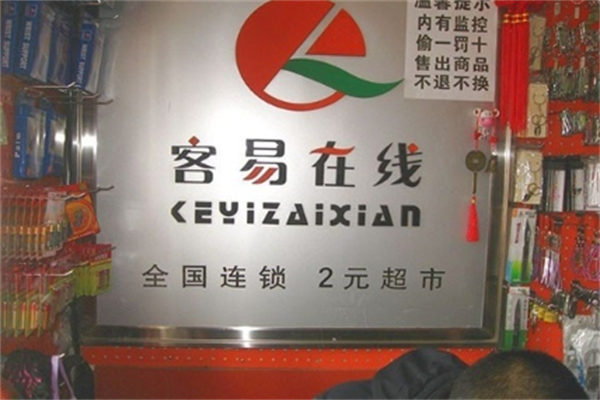 温馨提示
内有监控
偷一罚十
售出商品
不退不换
客易在线
KEYIZAIXIAN
全国连锁 2元超市